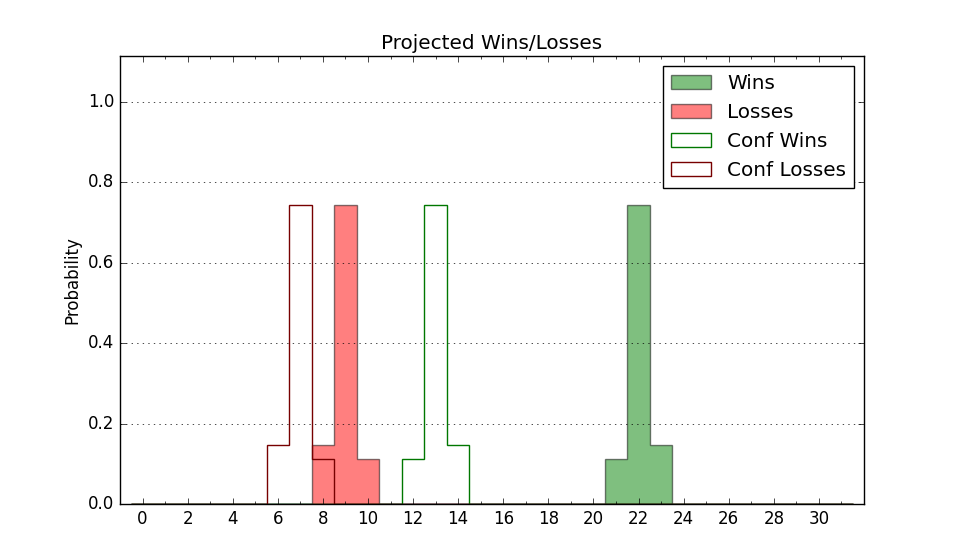 Projected Wins/Losses
Wins
Losses
Conf Wins
Conf Losses
Probability
1.0
0.8
0.6
0.4
0.2
0.0
0 2 4 6 8 10 12 14 16 18 20 22 24 26 28 30